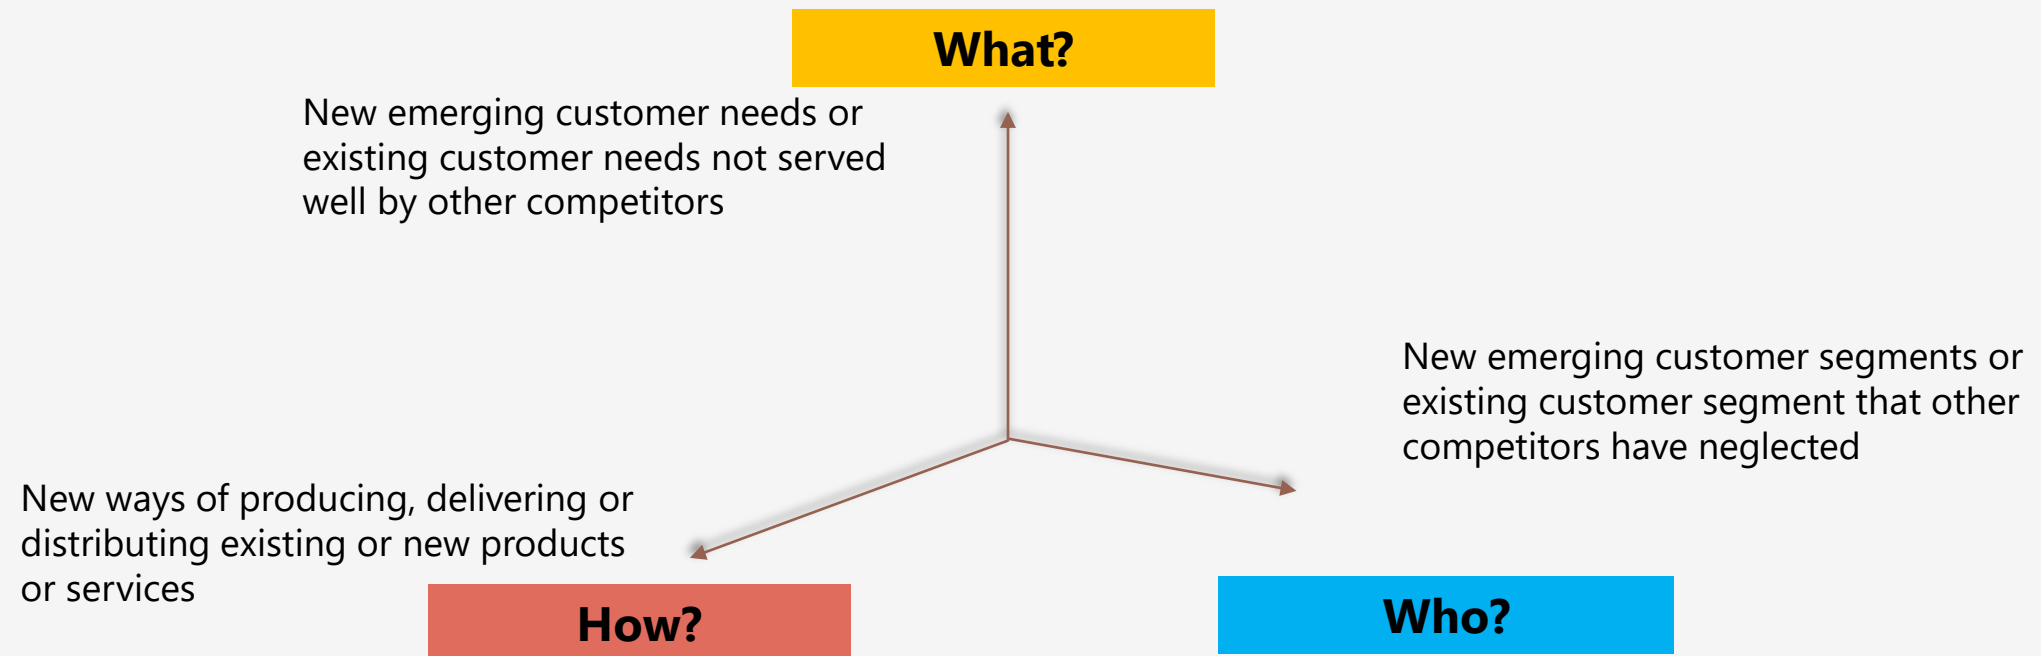 What?
New emerging customer needs or
existing customer needs not served
well by other competitors
New emerging customer segments or
existing customer segment that other
competitors have neglected
New ways of producing, delivering or
distributing existing or new products
or services
How?
Who?